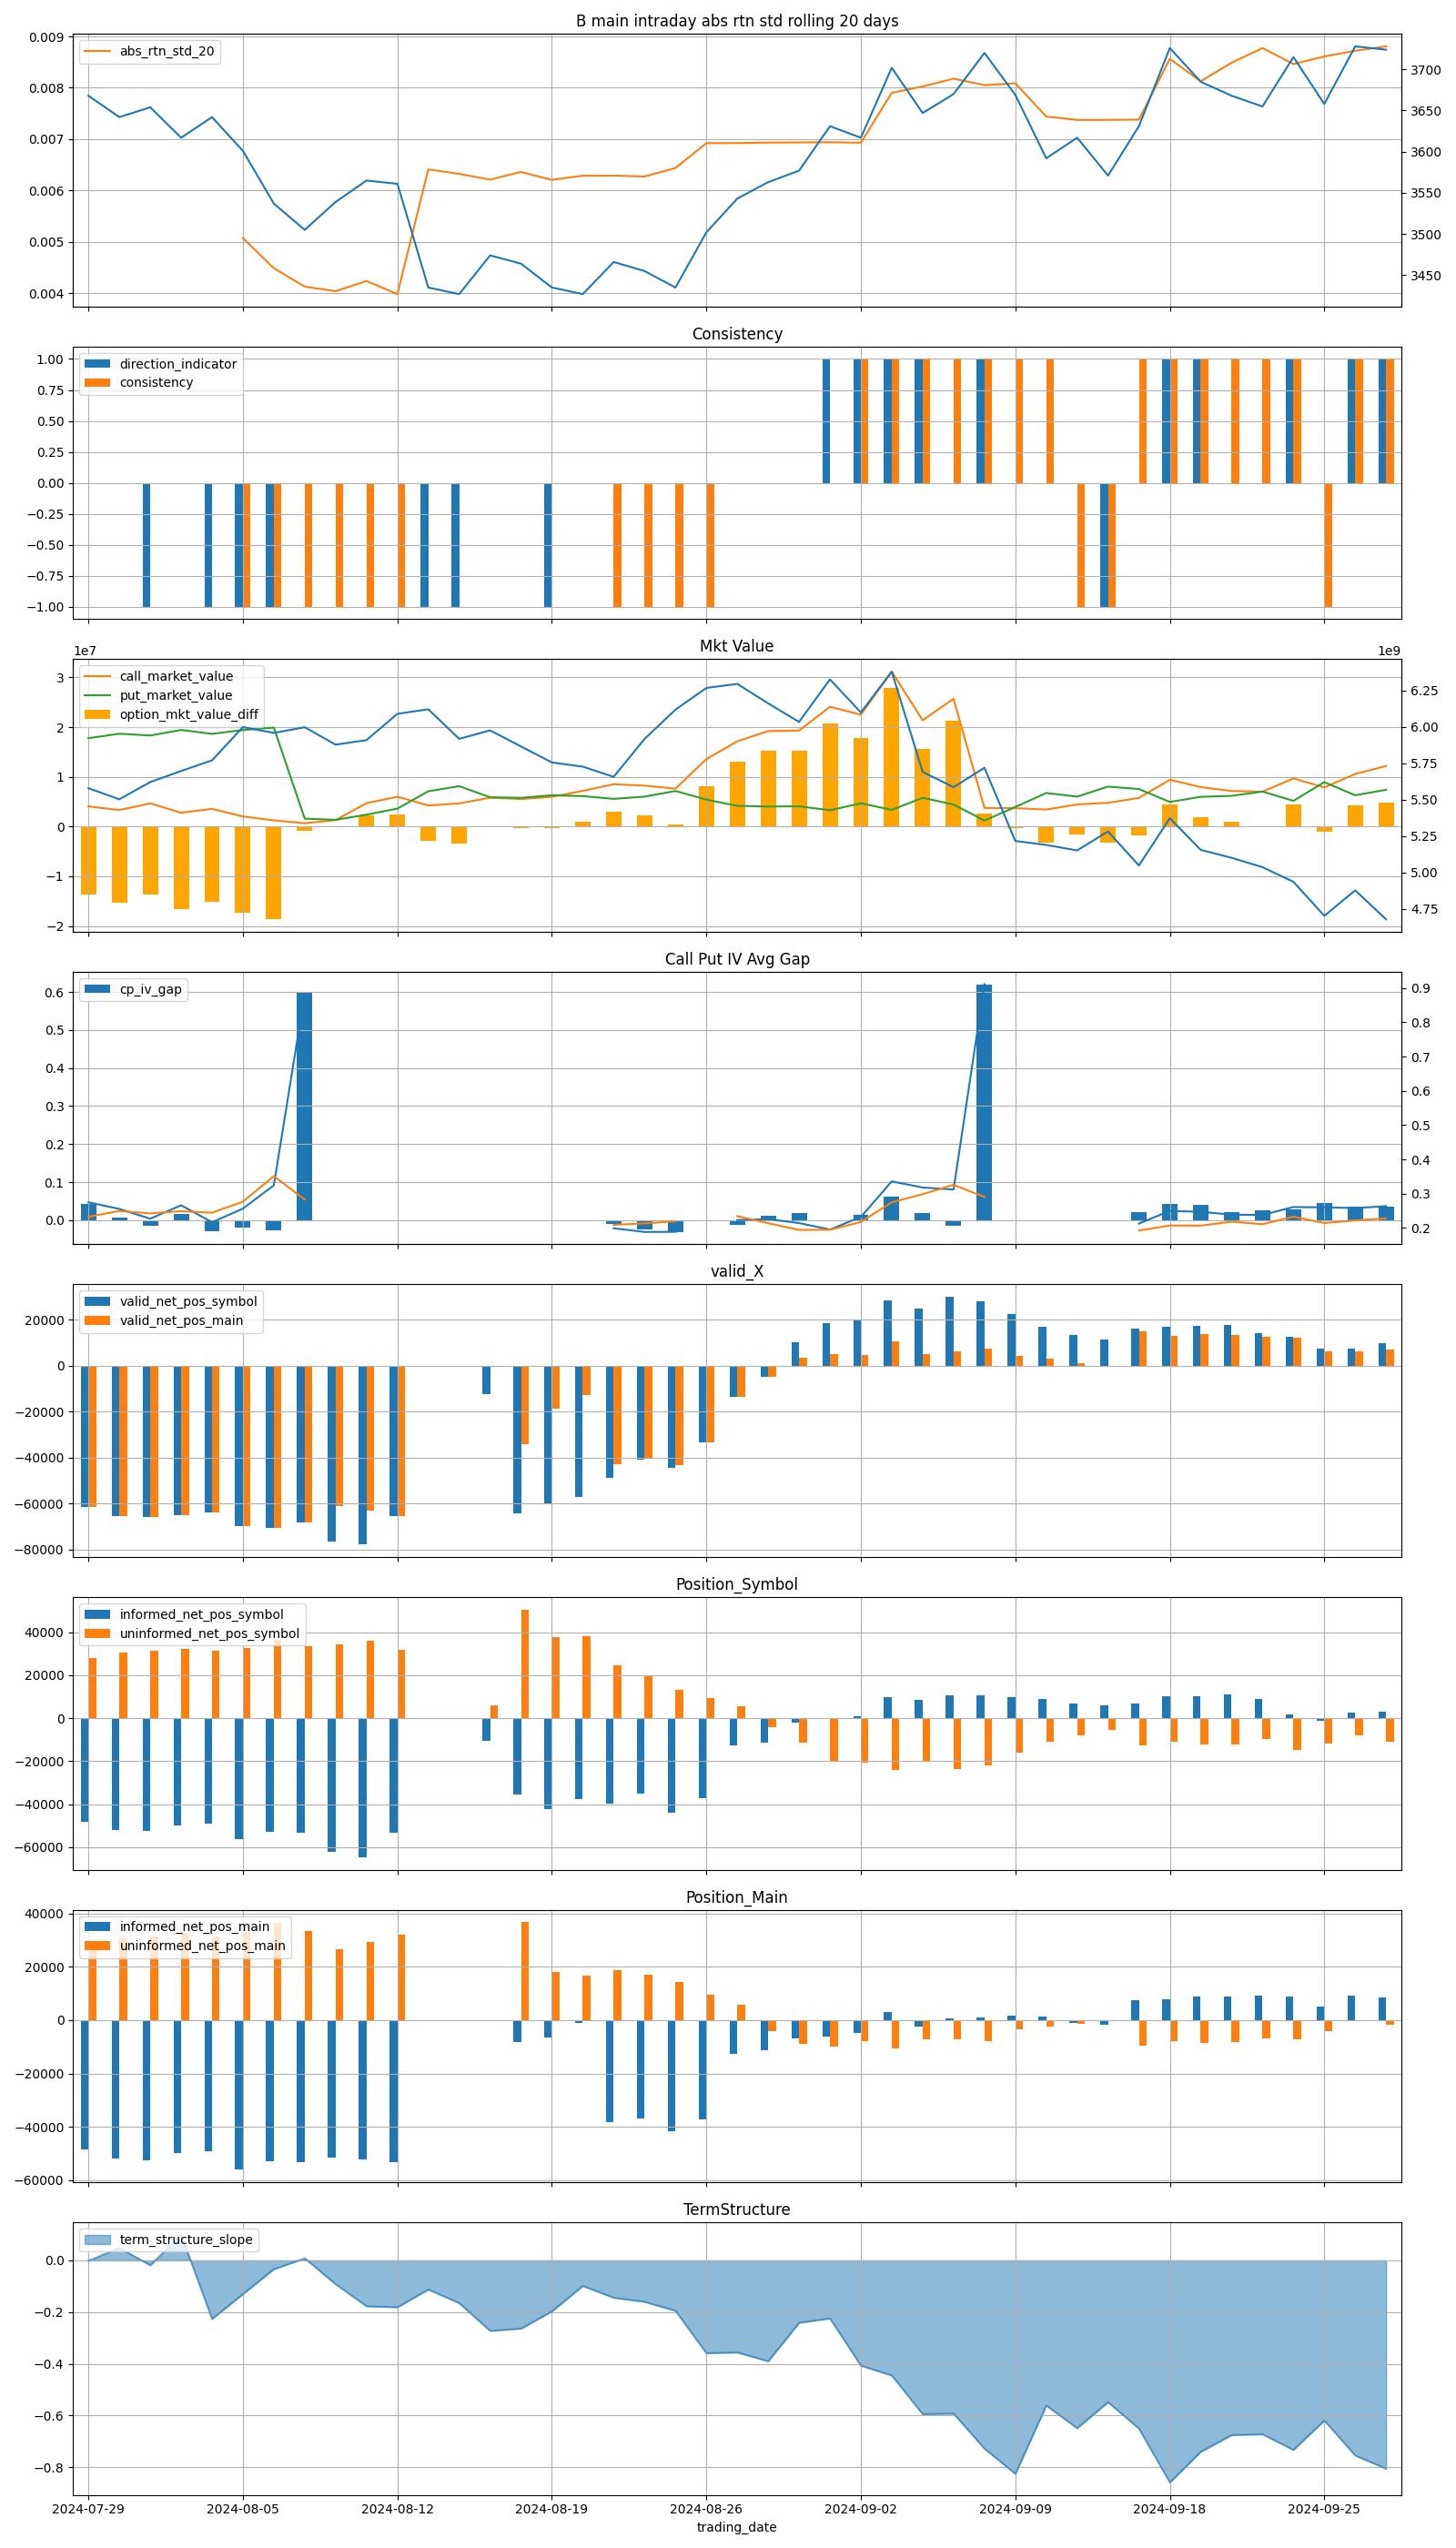 B main intraday abs rtn std rolling 20 days
abs_rtn_std_20
0.009
0.008
0.007
0.006
0.005
0.004
3700
3650
3600
3550
3500
3450
Consistency
direction_indicator
consistency
1.00
0.75
0.50
0.25
0.00
−0.25
−0.50
−0.75
−1.00
Mkt Value
1e7
1e9
call_market_value
put_market_value
option_mkt_value_diff
3
2
1
0
−1
−2
6.25
6.00
5.75
5.50
5.25
5.00
4.75
Call Put IV Avg Gap
cp_iv_gap
0.6
0.5
0.4
0.3
0.2
0.1
0.0
0.9
0.8
0.7
0.6
0.5
0.4
0.3
0.2
valid_X
valid_net_pos_symbol
valid_net_pos_main
20000
0
−20000
−40000
−60000
−80000
Position_Symbol
informed_net_pos_symbol
uninformed_net_pos_symbol
40000
20000
0
−20000
−40000
−60000
Position_Main
informed_net_pos_main
uninformed_net_pos_main
40000
20000
0
−20000
−40000
−60000
TermStructure
term_structure_slope
0.0
−0.2
−0.4
−0.6
−0.8
2024-07-29 2024-08-05 2024-08-12 2024-08-19 2024-08-26 2024-09-02 2024-09-09 2024-09-18 2024-09-25
trading_date